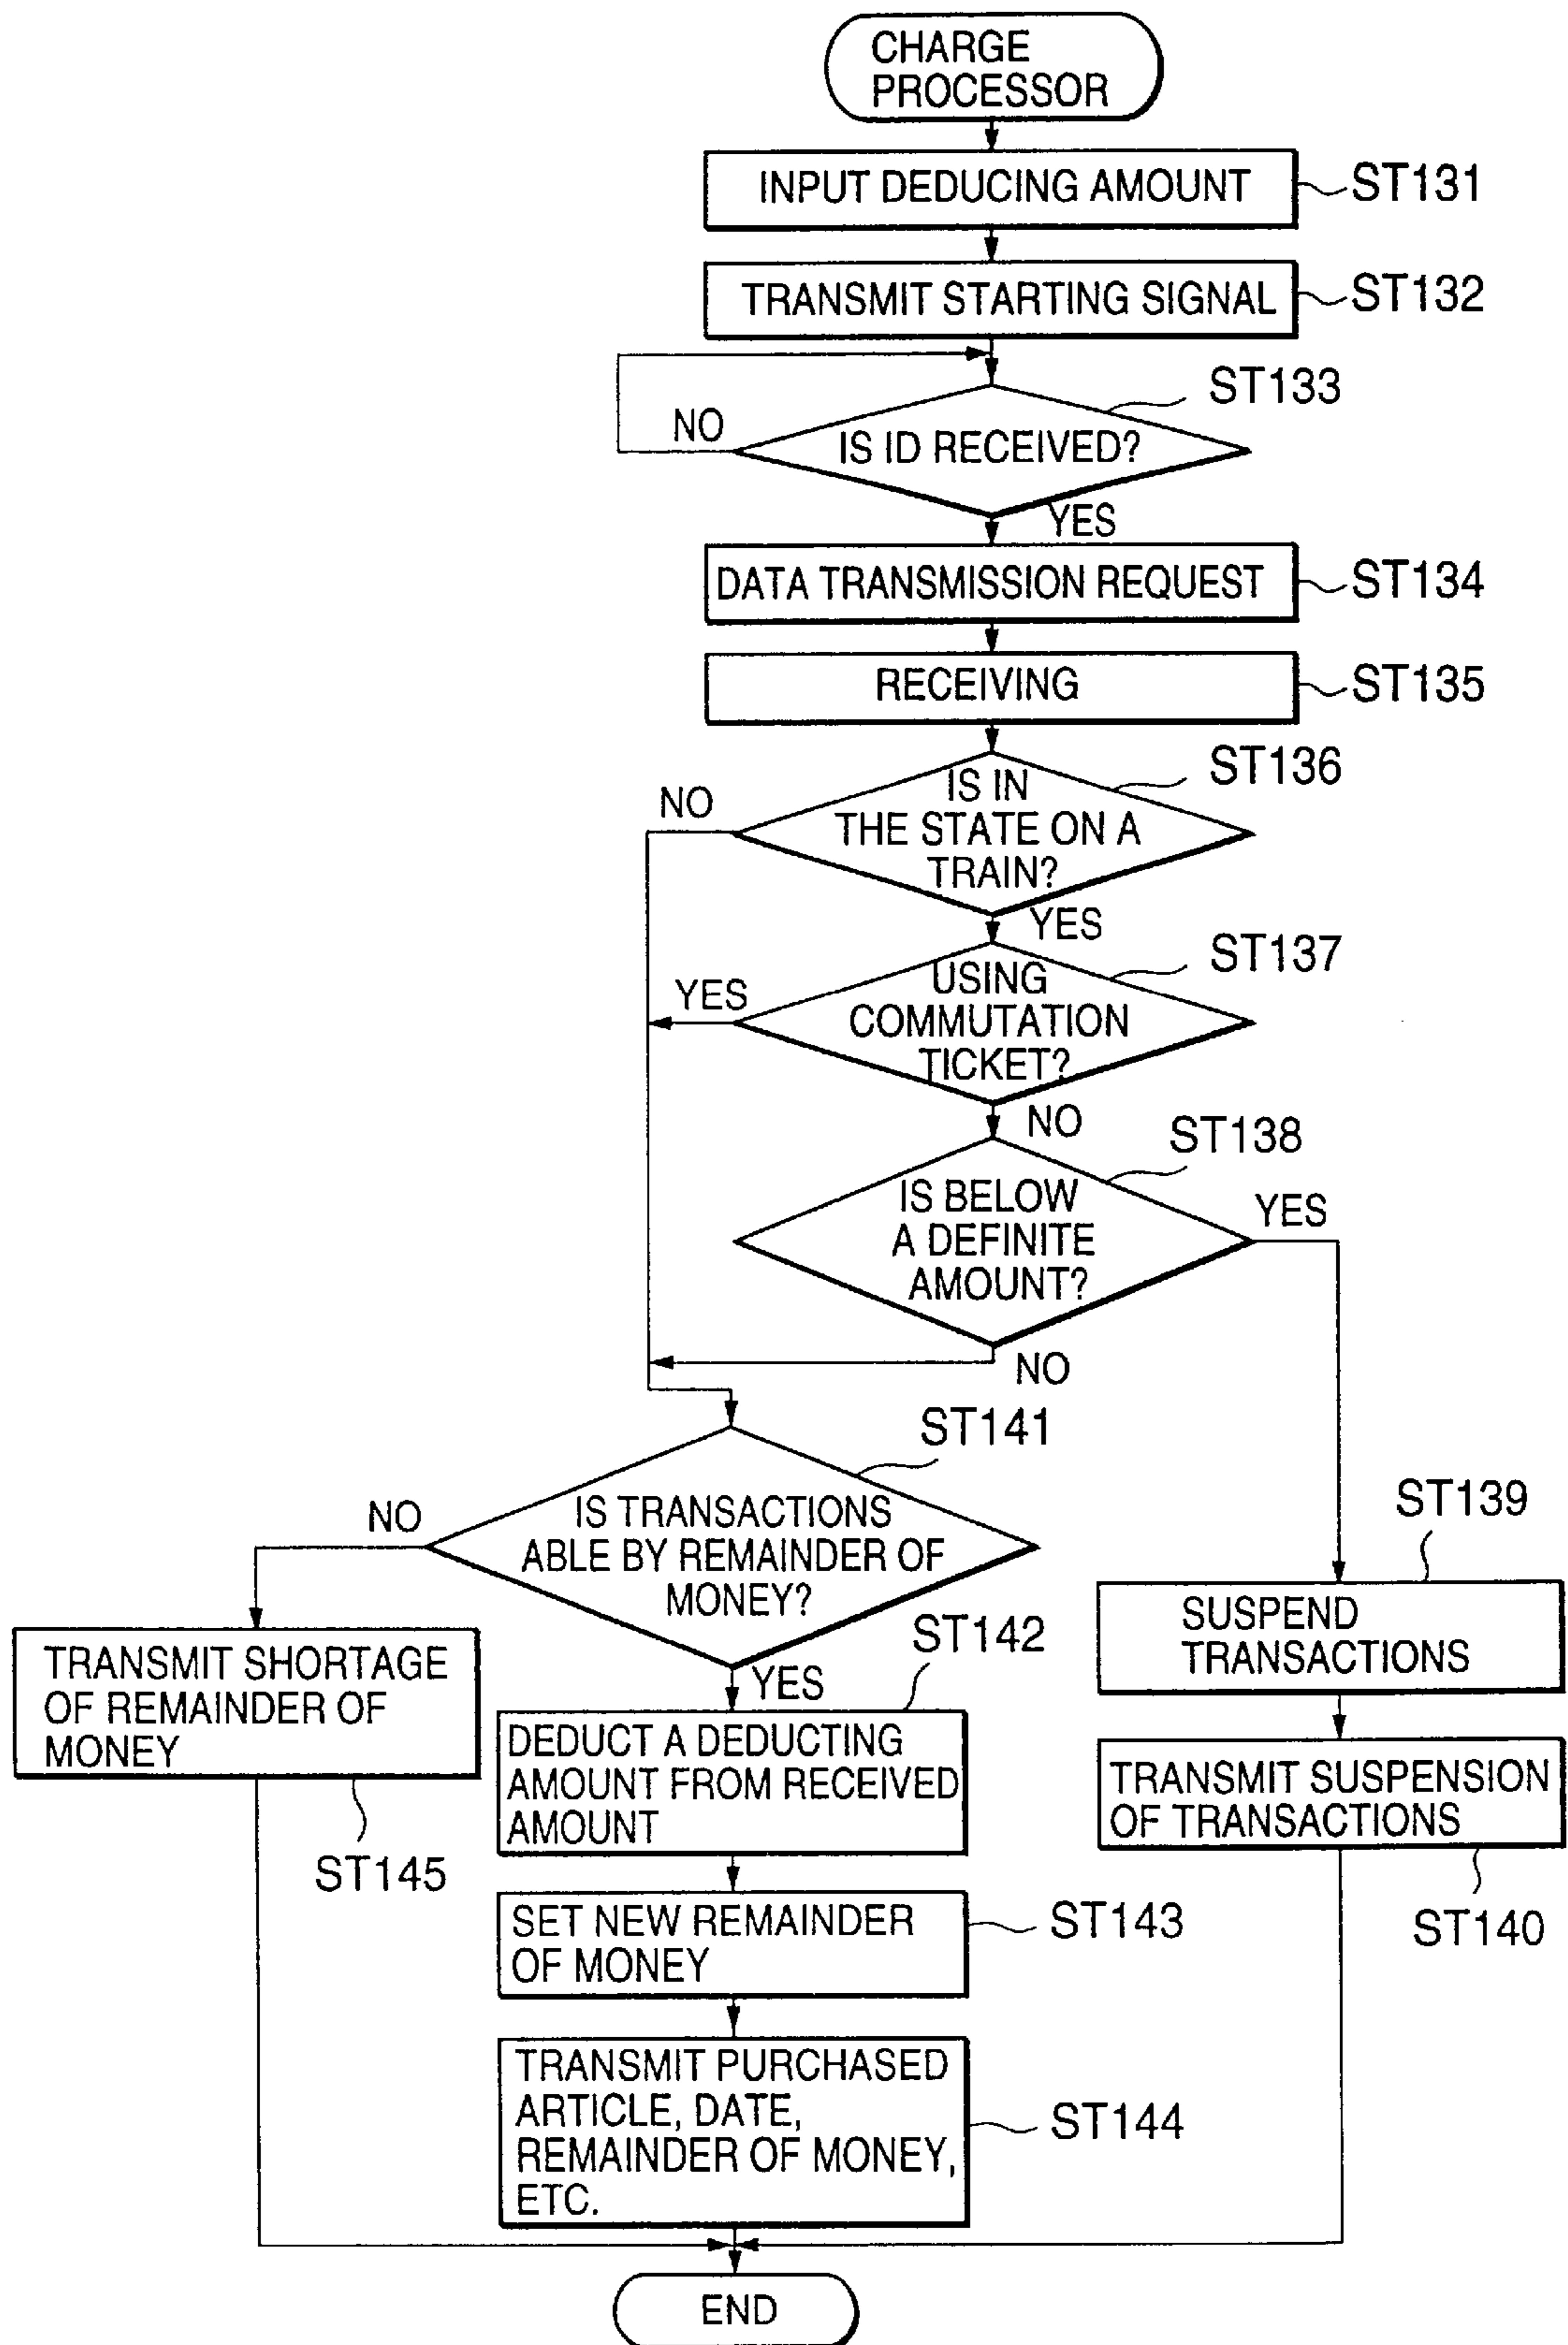 CHARGE
PROCESSOR
INPUT DEDUCING AMOUNT
ST131
TRANSMIT STARTING SIGNAL
ST132
ST133
NO
IS ID RECEIVED?
YES
DATA TRANSMISSION REQUEST
ST134
RECEIVING
ST135
ST136
NO
IS IN
THE STATE ON A
TRAIN?
YES
ST137
YES
USING
COMMUTATION
TICKET?
NO
ST138
IS BELOW
A DEFINITE
AMOUNT?
YES
NO
ST141
NO
IS TRANSACTIONS
ABLE BY REMAINDER OF
MONEY?
YES
ST139
SUSPEND
TRANSACTIONS
TRANSMIT SHORTAGE
OF REMAINDER OF
MONEY
ST145
ST142
DEDUCT A DEDUCTING
AMOUNT FROM RECEIVED
AMOUNT
TRANSMIT SUSPENSION
OF TRANSACTIONS
ST140
SET NEW REMAINDER
OF MONEY
ST143
TRANSMIT PURCHASED
ARTICLE, DATE,
REMAINDER OF MONEY,
ETC.
ST144
END